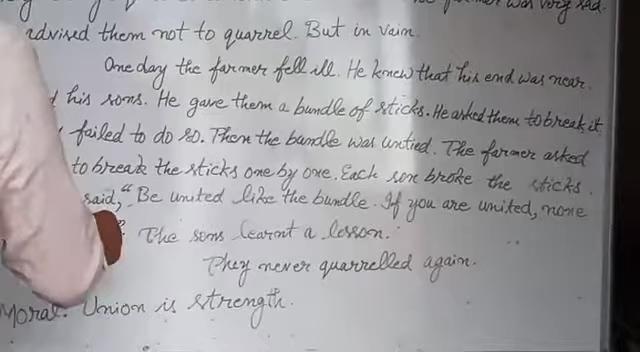 was very sad.
advised them not to quarrel. But in vain.
One day the farmer fell ill. He knew that his end was near.
his sons. He gave them a bundle of sticks. He asked them to break it.
failed to do so. Then the bundle was untied. The farmer asked
to break the sticks one by one. Each son broke the sticks.
said, "Be united like the bundle. If you are united, none
The sons learnt a lesson.
They never quarrelled again.
Moral: Union is strength.